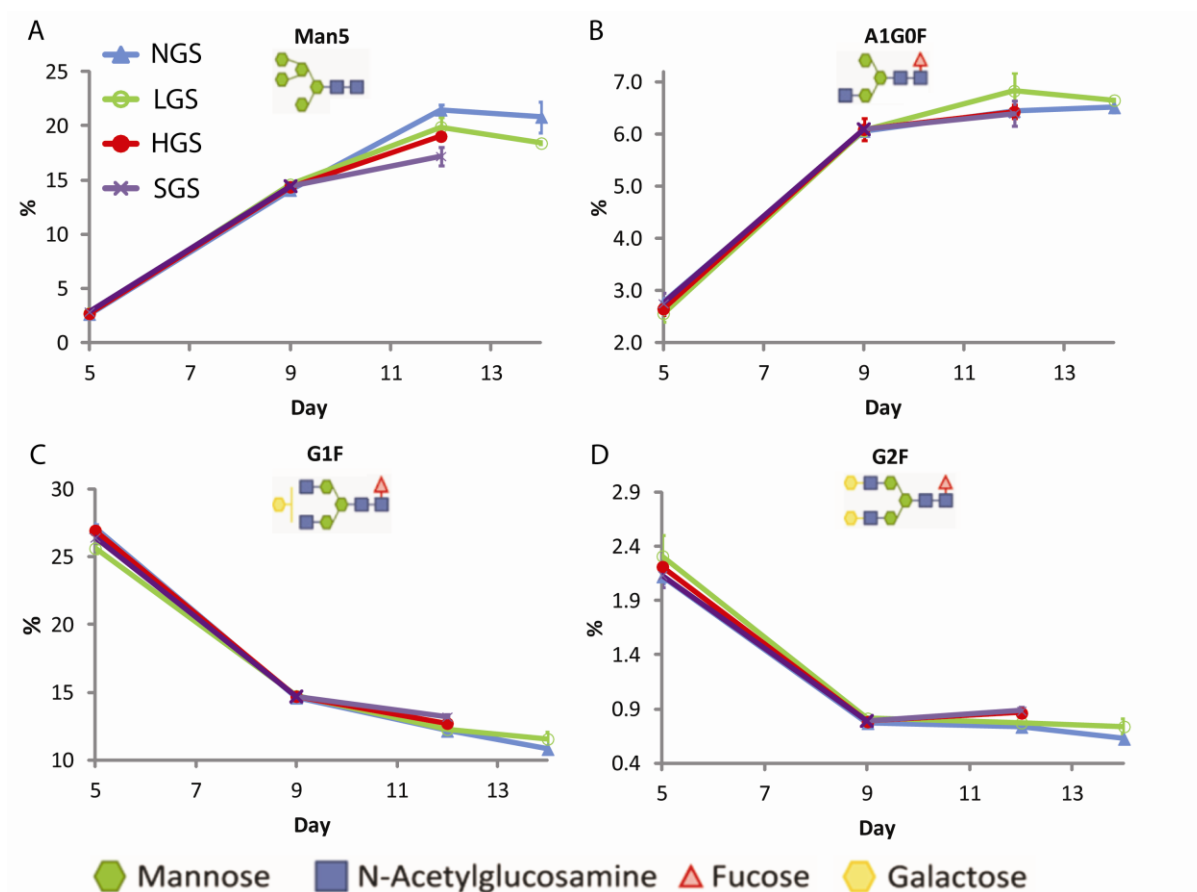 A
Man5
NGS
LGS
HGS
SGS
25
20
15
10
5
0
%
5 7 9 11 13
Day
B
A1G0F
7.0
6.0
5.0
4.0
3.0
2.0
%
5 7 9 11 13
Day
C
G1F
30
25
20
15
10
%
5 7 9 11 13
Day
D
G2F
2.9
2.4
1.9
1.4
0.9
0.4
%
5 7 9 11 13
Day
Mannose N-Acetylglucosamine Fucose Galactose